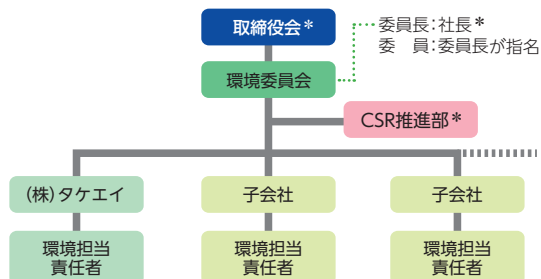 取締役会*
委員長:社長*
委　員:委員長が指名
環境委員会
CSR推進部*
(株)タケエイ
子会社
子会社
環境担当
責任者
環境担当
責任者
環境担当
責任者